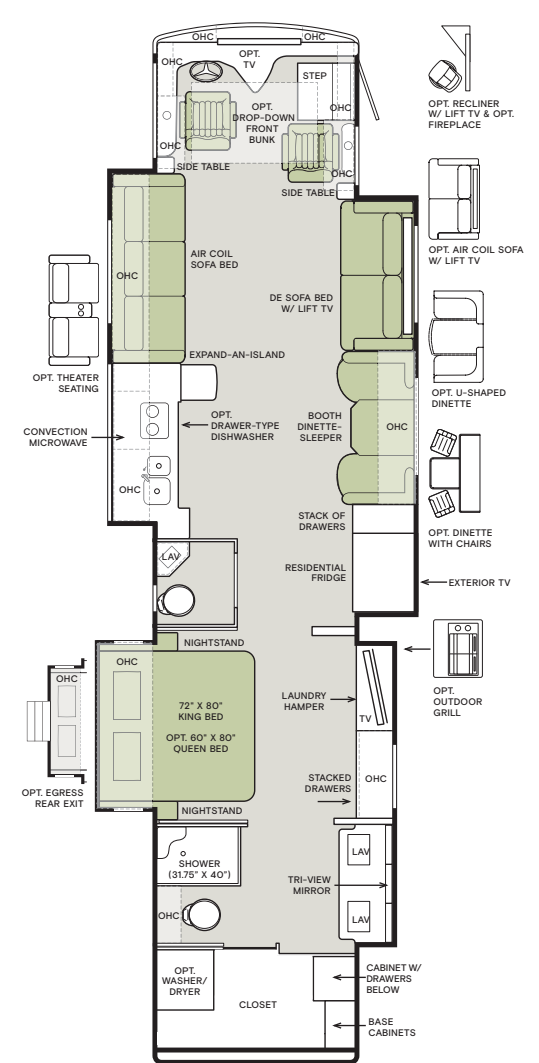 OHC
OHC
OPT.
TV
OHC
STEP
OHC
OPT.
DROP-DOWN
FRONT
BUNK
OPT. RECLINER
W/ LIFT TV & OPT.
FIREPLACE
OHC
SIDE TABLE
OHC
SIDE TABLE
OPT. AIR COIL SOFA
W/ LIFT TV
AIR COIL
SOFA BED
OHC
DE SOFA BED
W/ LIFT TV
EXPAND-AN-ISLAND
OPT. THEATER
SEATING
OPT. U-SHAPED
DINETTE
CONVECTION
MICROWAVE
OPT.
DRAWER-TYPE
DISHWASHER
BOOTH
DINETTE-
SLEEPER
OHC
OHC
STACK OF
DRAWERS
OPT. DINETTE
WITH CHAIRS
LAV
RESIDENTIAL
FRIDGE
EXTERIOR TV
NIGHTSTAND
OHC
OHC
72" X 80"
KING BED
OPT. 60" X 80"
QUEEN BED
LAUNDRY
HAMPER
TV
OPT.
OUTDOOR
GRILL
OPT. EGRESS
REAR EXIT
STACKED
DRAWERS
OHC
NIGHTSTAND
SHOWER
(31.75" X 40")
LAV
TRI-VIEW
MIRROR
OHC
LAV
OPT.
WASHER/
DRYER
CLOSET
CABINET W/
DRAWERS
BELOW
BASE
CABINETS